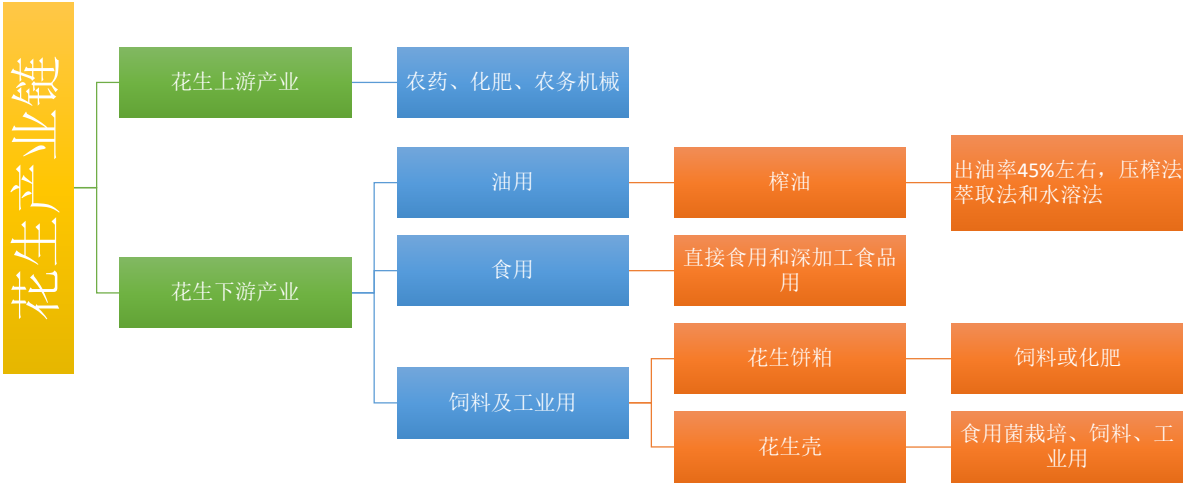 花生产业链
花生上游产业
农药、化肥、农务机械
花生下游产业
油用
榨油
出油率45%左右，压榨法
萃取法和水溶法
食用
直接食用和深加工食品
用
饲料及工业用
花生饼粕
饲料或化肥
花生壳
食用菌栽培、饲料、工
业用